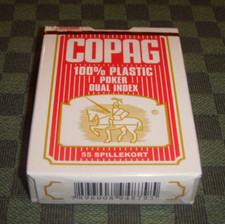 COPAG
100% PLASTIC
POKER
DUAL INDEX
55 SPILLEKORT